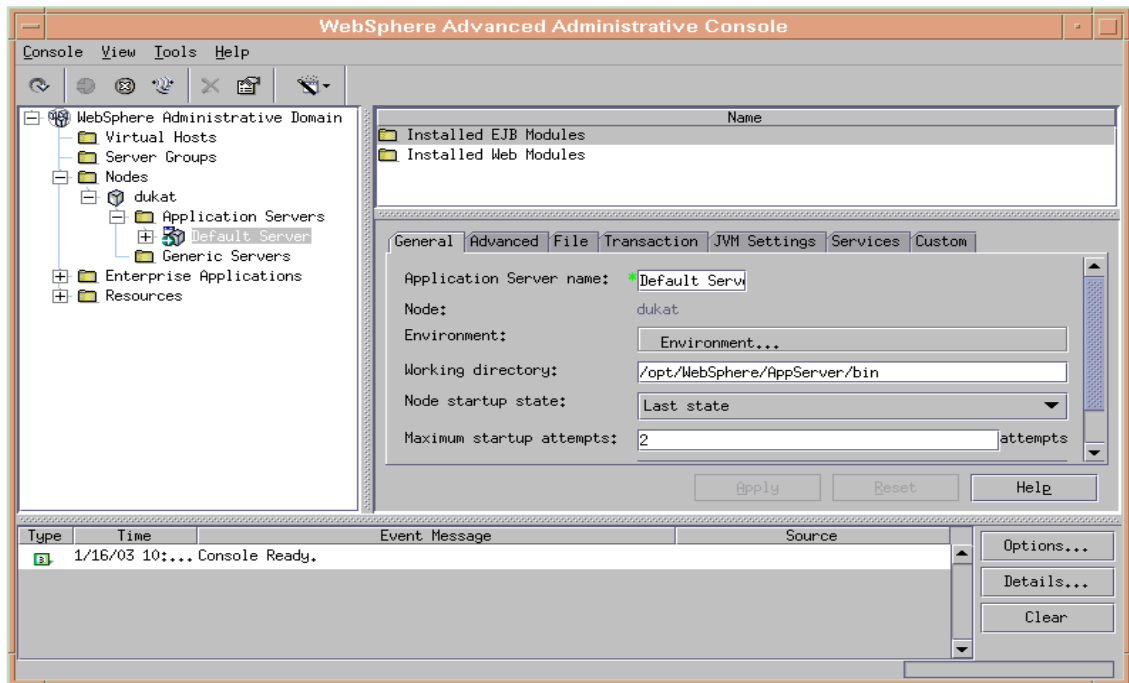 WebSphere Advanced Administrative Console
Console View Tools Help
WebSphere Administrative Domain
Virtual Hosts
Server Groups
Nodes
dukat
Application Servers
Default Server
Generic Servers
Enterprise Applications
Resources
Name
Installed EJB Modules
Installed Web Modules
General Advanced File Transaction JVM Settings Services Custom
Application Server name: *Default Serve
Node: dukat
Environment: Environment...
Working directory: /opt/WebSphere/AppServer/bin
Node startup state: Last state
Maximum startup attempts: 2 attempts
Apply Reset Help
Type Time Event Message Source
1/16/03 10:... Console Ready.
Options...
Details...
Clear